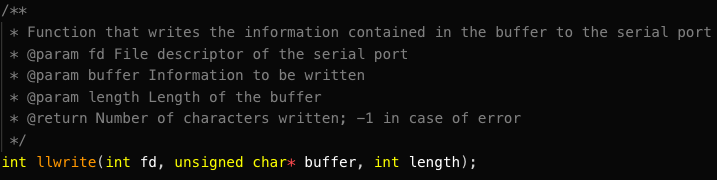 /**
 * Function that writes the information contained in the buffer to the serial port
 * @param fd File descriptor of the serial port
 * @param buffer Information to be written
 * @param length Length of the buffer
 * @return Number of characters written; -1 in case of error
 */
int llwrite(int fd, unsigned char* buffer, int length);